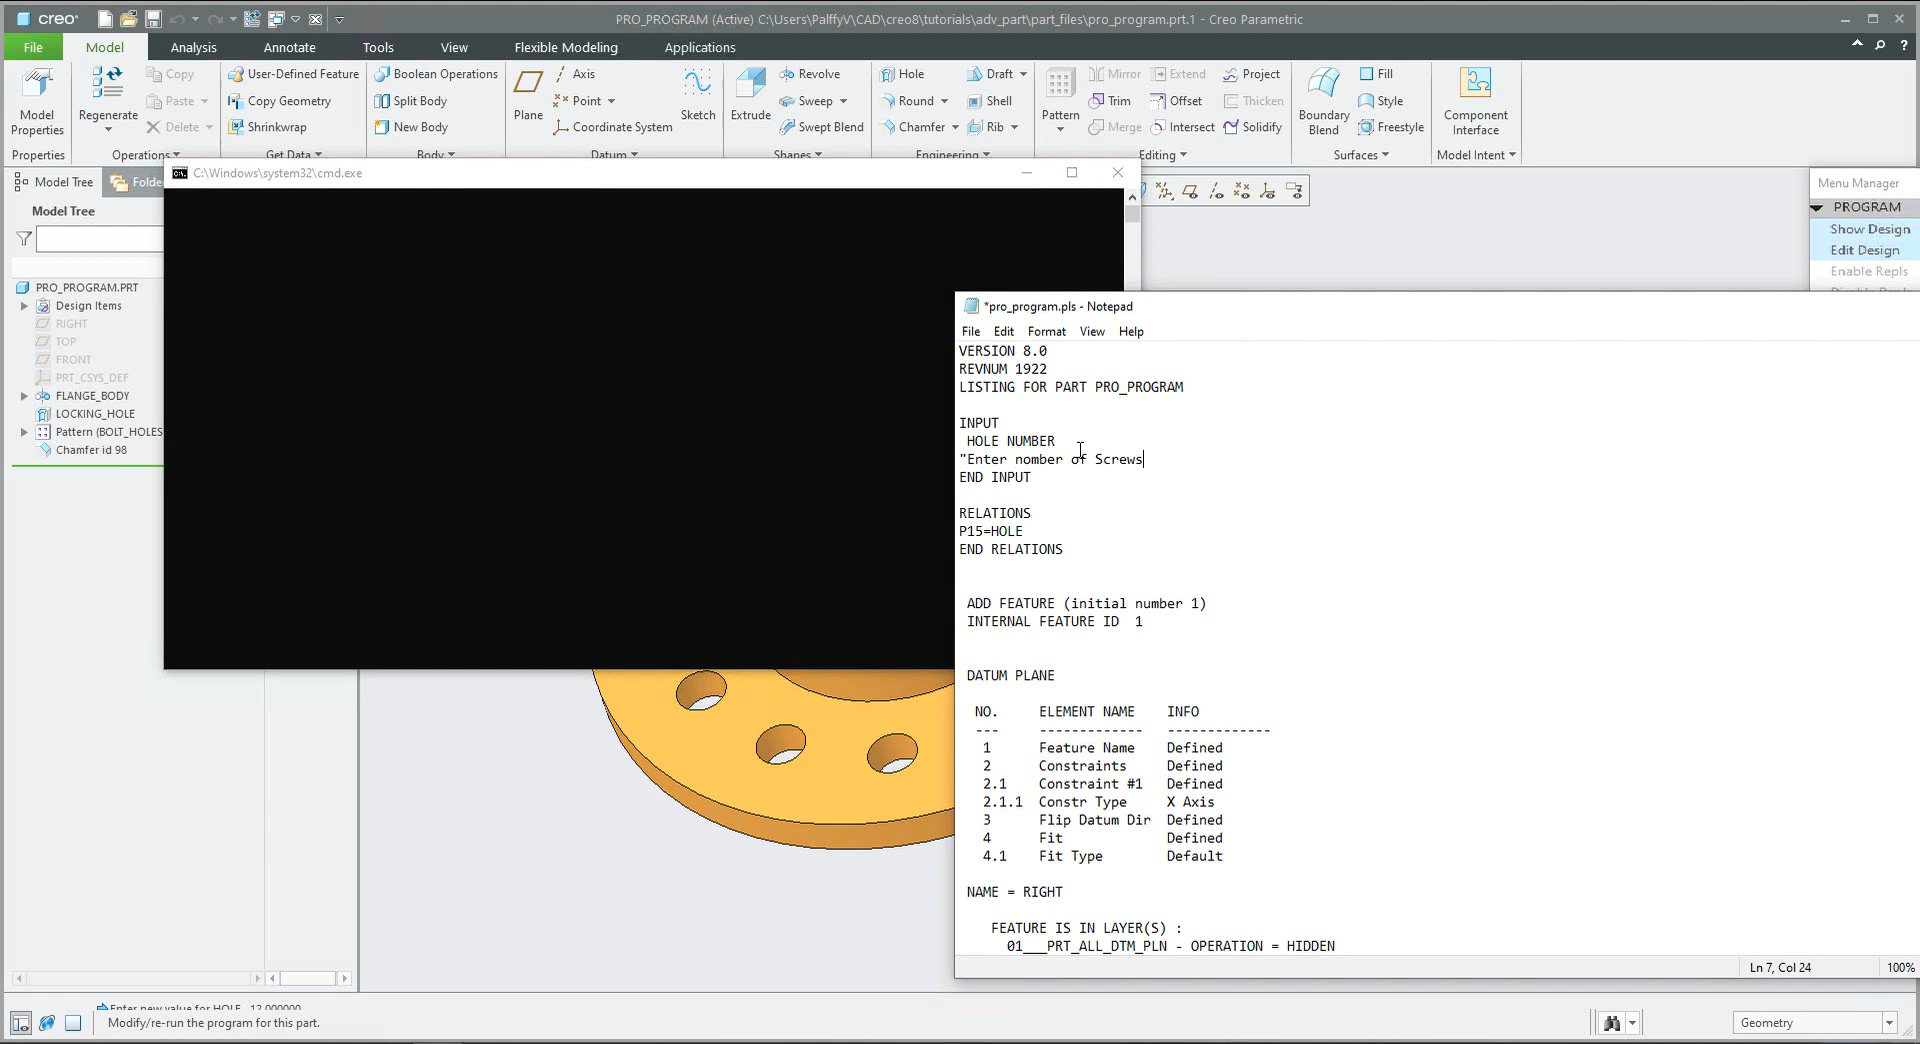 creo
PRO_PROGRAM (Active) C:\Users\PalffyV\CAD\creo8\tutorials\adv_part\part_files\pro_program.prt.1 - Creo Parametric
File Model Analysis Annotate Tools View Flexible Modeling Applications
Copy User-Defined Feature Boolean Operations Axis Revolve Hole Draft Mirror Extend Project Fill
Model Properties Regenerate Paste Copy Geometry Split Body Plane Point Sketch Extrude Sweep Round Shell Pattern Trim Offset Thicken Boundary Blend Style Component Interface
Delete Shrinkwrap New Body Coordinate System Swept Blend Chamfer Rib Merge Intersect Solidify Freestyle
Properties Operations Get Data Body Datum Shapes Engineering Editing Surfaces Model Intent
Model Tree Folde
C:\Windows\system32\cmd.exe
Menu Manager
PROGRAM
Show Design
Edit Design
Enable Repls
Model Tree
PRO_PROGRAM.PRT
Design Items
RIGHT
TOP
FRONT
PRT_CSYS_DEF
FLANGE_BODY
LOCKING_HOLE
Pattern (BOLT_HOLES
Chamfer id 98
*pro_program.pls - Notepad
File Edit Format View Help
VERSION 8.0
REVNUM 1922
LISTING FOR PART PRO_PROGRAM
INPUT
HOLE NUMBER
"Enter nomber of Screws
END INPUT
RELATIONS
P15=HOLE
END RELATIONS
ADD FEATURE (initial number 1)
INTERNAL FEATURE ID 1
DATUM PLANE
NO. ELEMENT NAME INFO
--- ------------- -------------
1 Feature Name Defined
2 Constraints Defined
2.1 Constraint #1 Defined
2.1.1 Constr Type X Axis
3 Flip Datum Dir Defined
4 Fit Defined
4.1 Fit Type Default
NAME = RIGHT
FEATURE IS IN LAYER(S) :
01___PRT_ALL_DTM_PLN - OPERATION = HIDDEN
Ln 7, Col 24 100%
Enter new value for HOLE 12.000000
Modify/re-run the program for this part.
Geometry